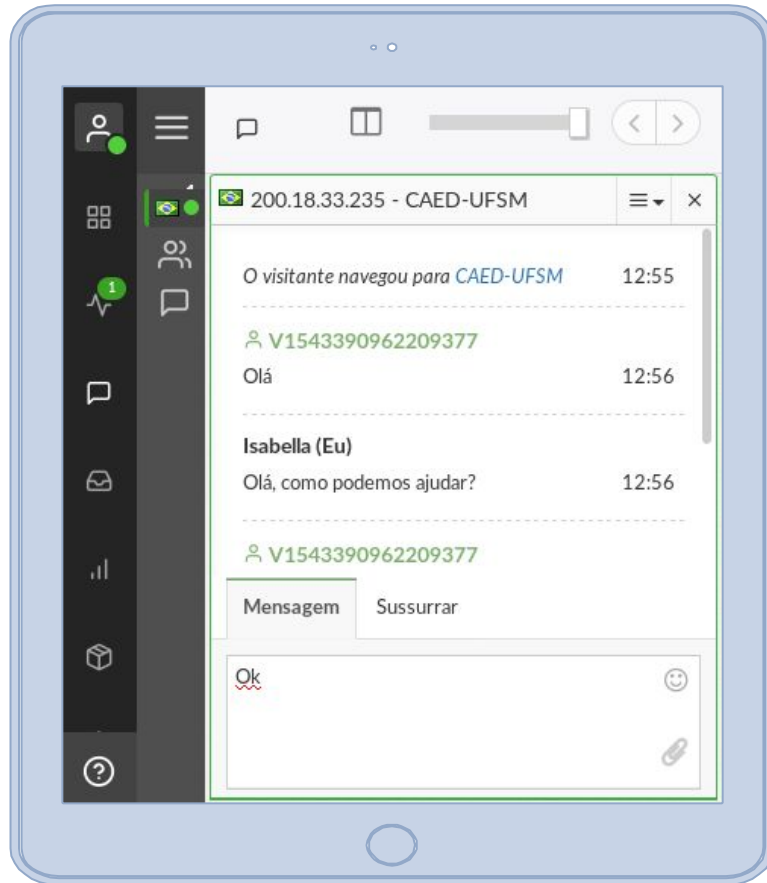 200.18.33.235 - CAED-UFSM
1
O visitante navegou para CAED-UFSM 12:55
V1543390962209377
Olá 12:56
Isabella (Eu)
Olá, como podemos ajudar? 12:56
V1543390962209377
Mensagem Sussurrar
Ok